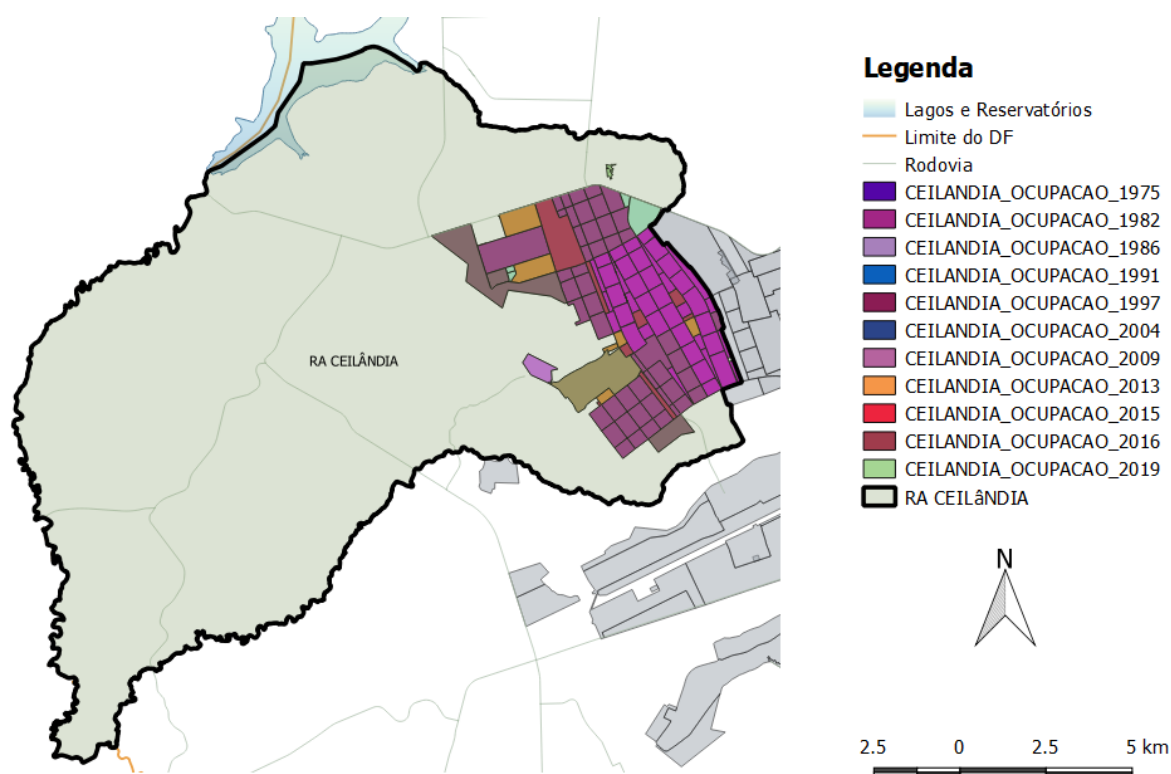 RA CEILÂNDIA
Legenda
Lagos e Reservatórios
Limite do DF
Rodovia
CEILANDIA_OCUPACAO_1975
CEILANDIA_OCUPACAO_1982
CEILANDIA_OCUPACAO_1986
CEILANDIA_OCUPACAO_1991
CEILANDIA_OCUPACAO_1997
CEILANDIA_OCUPACAO_2004
CEILANDIA_OCUPACAO_2009
CEILANDIA_OCUPACAO_2013
CEILANDIA_OCUPACAO_2015
CEILANDIA_OCUPACAO_2016
CEILANDIA_OCUPACAO_2019
RA CEILâNDIA
N
2.5 0 2.5 5 km